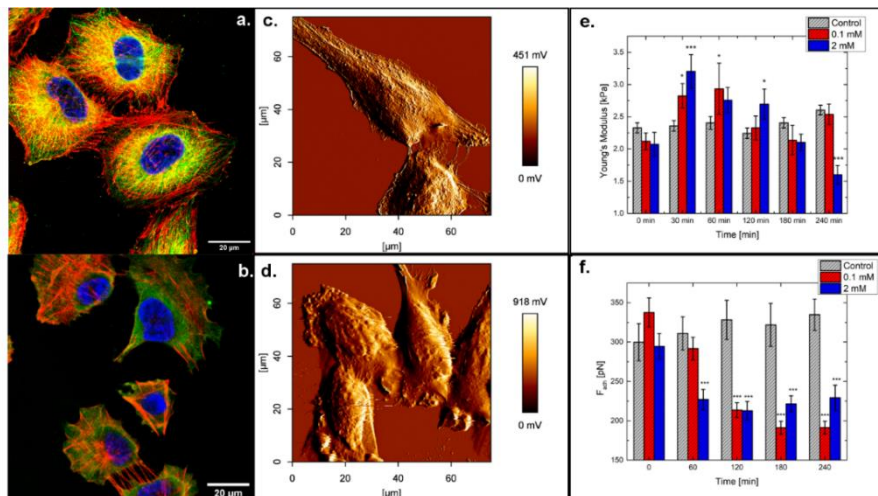 a.
20 µm
b.
20 µm
c.
60
40
20
0
[µm]
0
20
40
60
[µm]
451 mV
0 mV
d.
60
40
20
0
[µm]
0
20
40
60
[µm]
918 mV
0 mV
e.
Control
0.1 mM
2 mM
Young's Modulus [kPa]
3.5
3.0
2.5
2.0
1.5
1.0
*
***
*
*
***
0 min
30 min
60 min
120 min
180 min
240 min
Time [min]
f.
Control
0.1 mM
2 mM
F adh [pN]
350
300
250
200
150
***
***
***
***
***
***
***
0
60
120
180
240
Time [min]